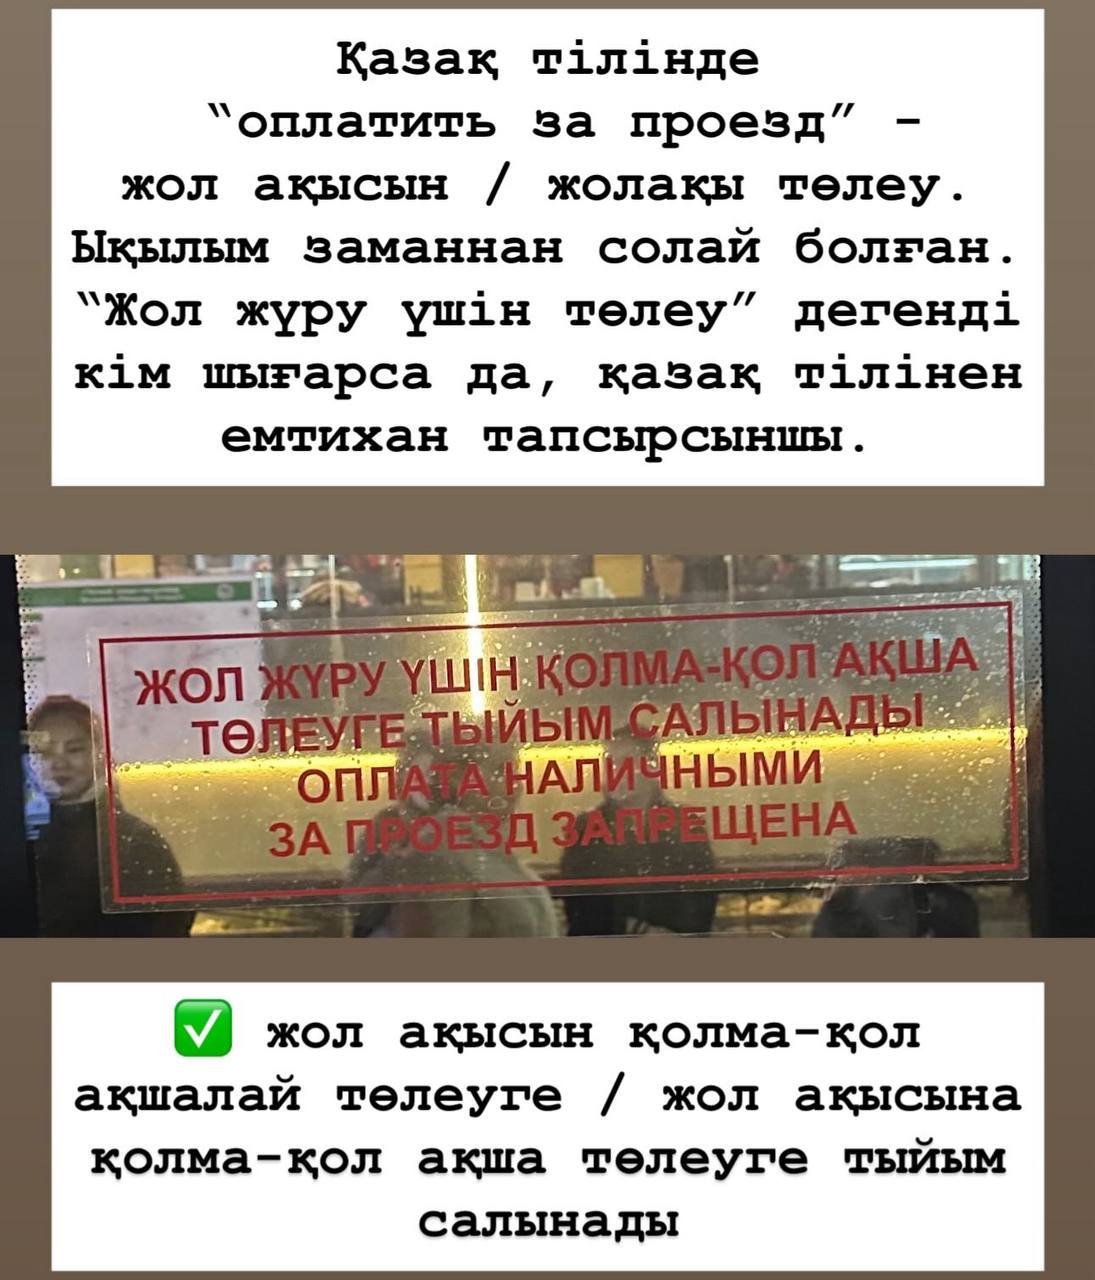 Қазақ тілінде
“оплатить за проезд” -
жол ақысын / жолақы төлеу.
Ықылым заманнан солай болған.
“Жол жүру үшін төлеу” дегенді
кім шығарса да, қазақ тілінен
емтихан тапсырсыншы.
ЖОЛ ЖҮРУ ҮШІН ҚОЛМА-ҚОЛ АҚША
ТӨЛЕУГЕ ТЫЙЫМ САЛЫНАДЫ
ОПЛАТА НАЛИЧНЫМИ
ЗА ПРОЕЗД ЗАПРЕЩЕНА
✅ жол ақысын қолма-қол
ақшалай төлеуге / жол ақысына
қолма-қол ақша төлеуге тыйым
салынады